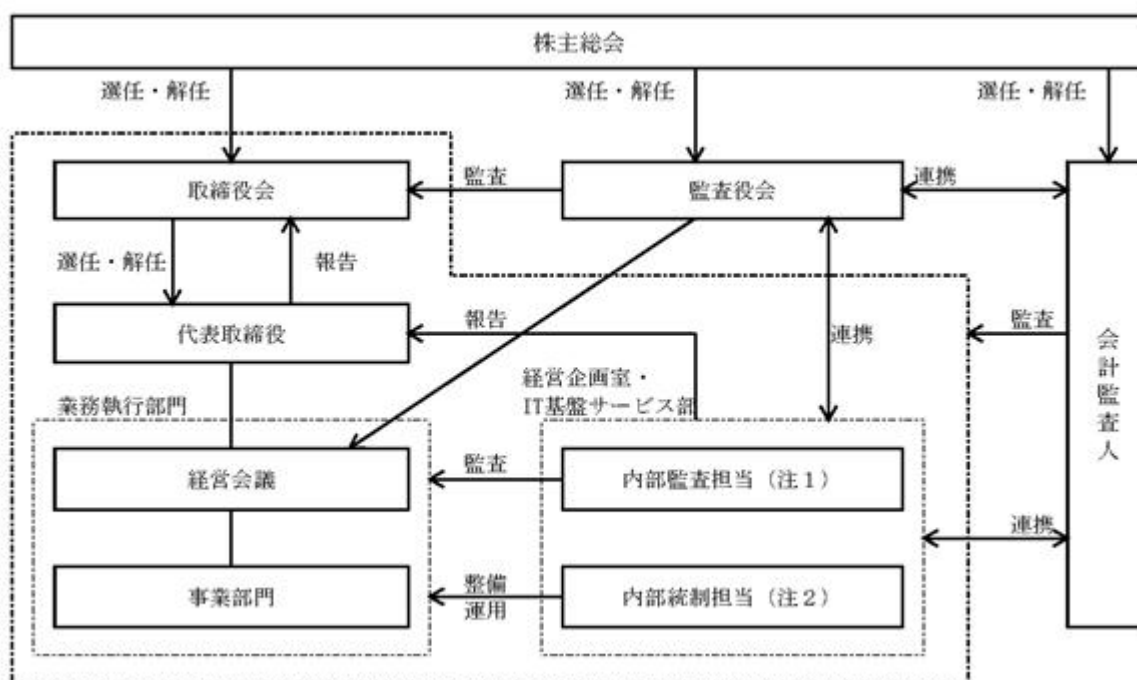 株主総会
選任・解任
選任・解任
選任・解任
取締役会
監査
監査役会
連携
選任・解任
報告
代表取締役
報告
連携
監査
会計監査人
経営企画室・
IT基盤サービス部
業務執行部門
経営会議
監査
内部監査担当（注１）
連携
事業部門
整備
運用
内部統制担当（注２）